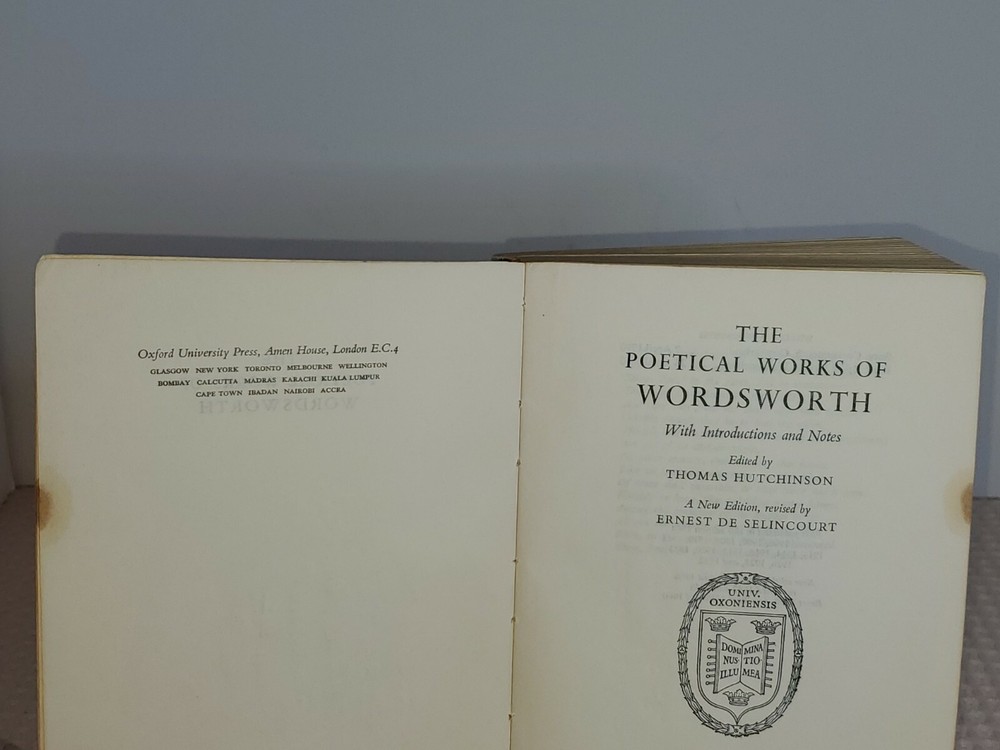 Oxford University Press, Amen House, London E.C.4
GLASGOW NEW YORK TORONTO MELBOURNE WELLINGTON
BOMBAY CALCUTTA MADRAS KARACHI KUALA LUMPUR
CAPE TOWN IBADAN NAIROBI ACCRA
WORDSWORTH
THE
POETICAL WORKS OF
WORDSWORTH
With Introductions and Notes
Edited by
THOMAS HUTCHINSON
A New Edition, revised by
ERNEST DE SELINCOURT
UNIV.
OXONIENSIS
DOMI MINA
NUS TIO
ILLU MEA